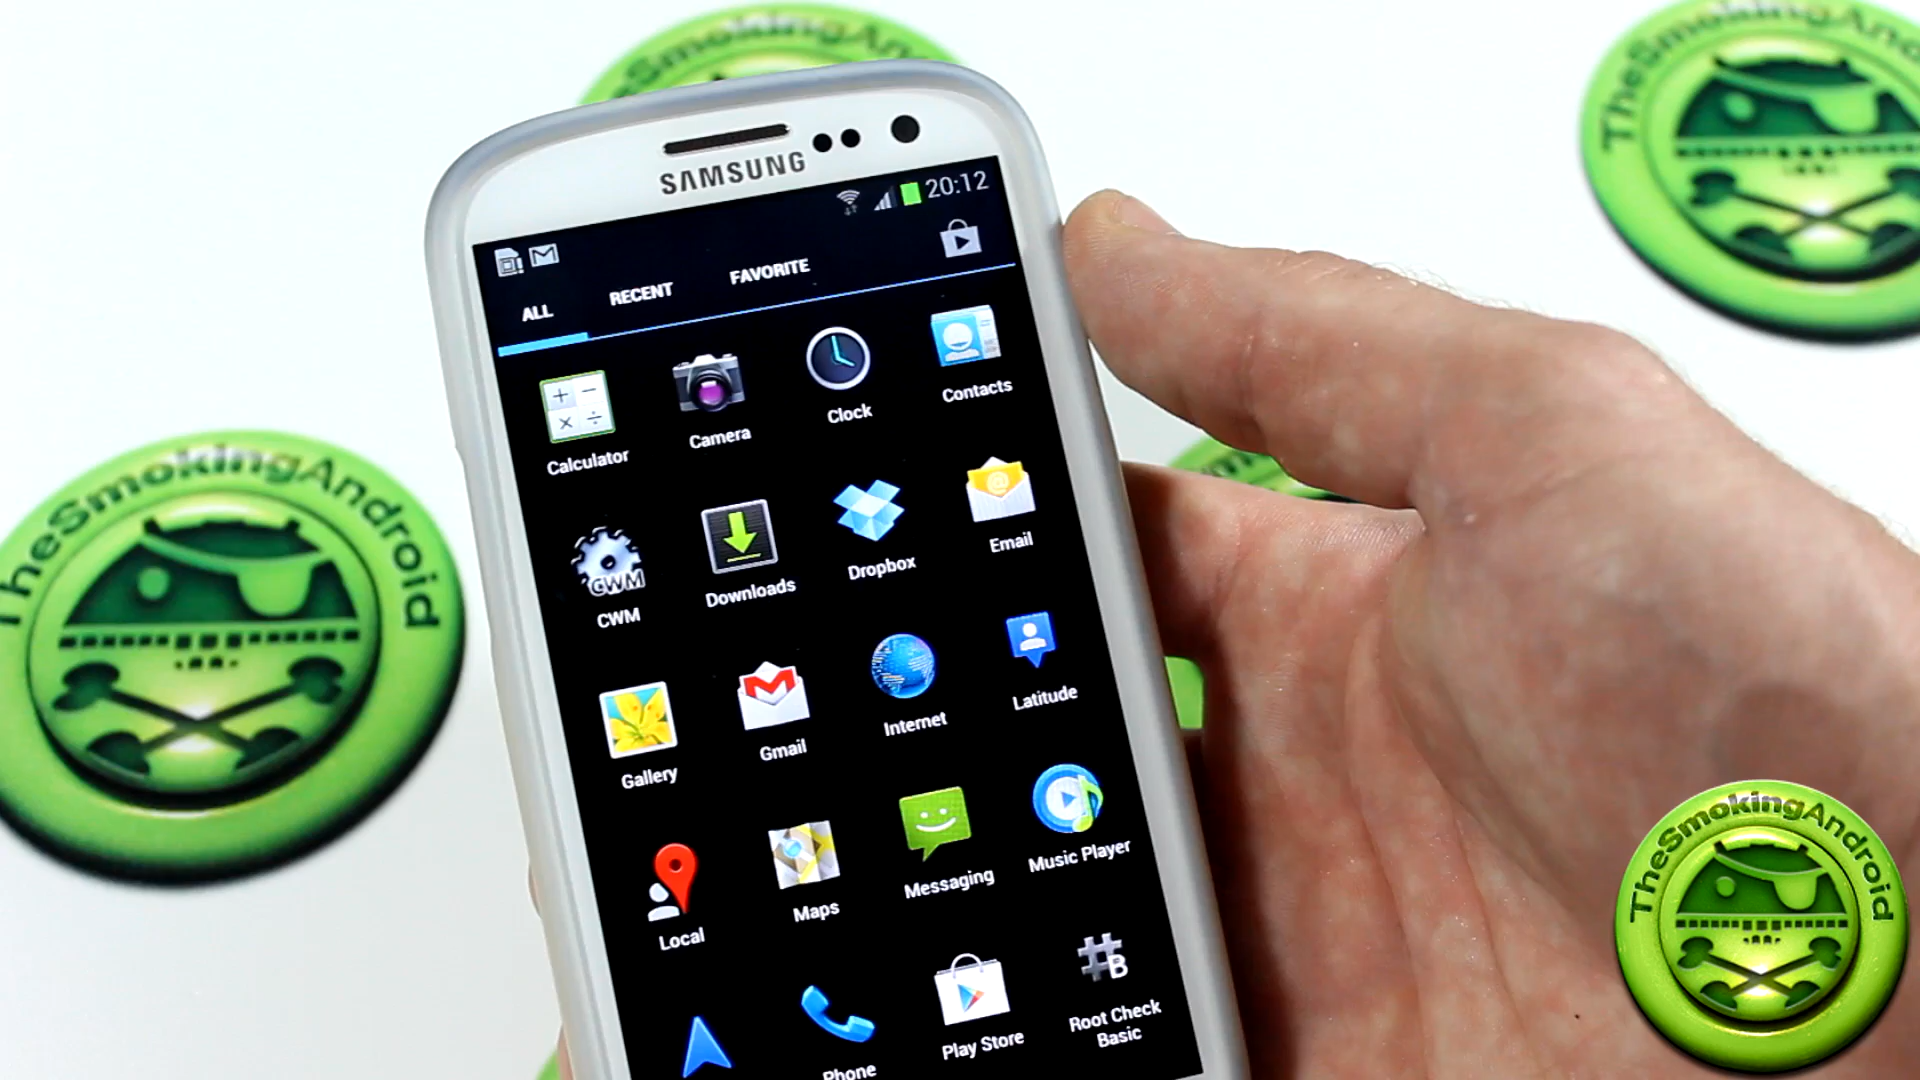 TheSmokingAndroid
TheSmokingAndroid
SAMSUNG
20:12
ALL RECENT FAVORITE
Calculator Camera Clock Contacts
CWM
CWM Downloads Dropbox Email
Gallery Gmail Internet Latitude
Local Maps Messaging Music Player
Phone Play Store Root Check
Basic
TheSmokingAndroid
TheSmokingAndroid